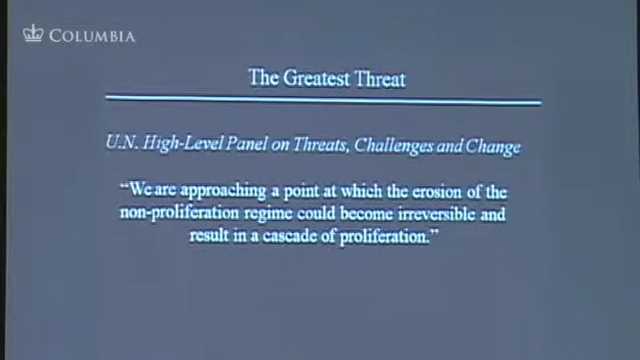 COLUMBIA
The Greatest Threat
U.N. High-Level Panel on Threats, Challenges and Change
“We are approaching a point at which the erosion of the
non-proliferation regime could become irreversible and
result in a cascade of proliferation.”